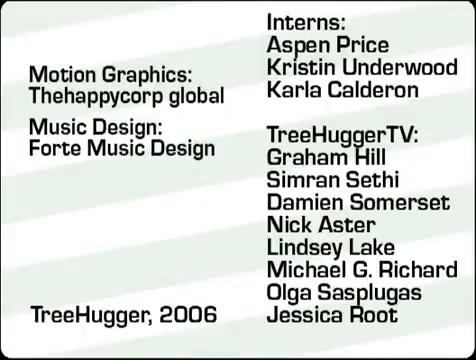 Motion Graphics:
Thehappycorp global
Music Design:
Forte Music Design
TreeHugger, 2006
Interns:
Aspen Price
Kristin Underwood
Karla Calderon
TreeHuggerTV:
Graham Hill
Simran Sethi
Damien Somerset
Nick Aster
Lindsey Lake
Michael G. Richard
Olga Sasplugas
Jessica Root